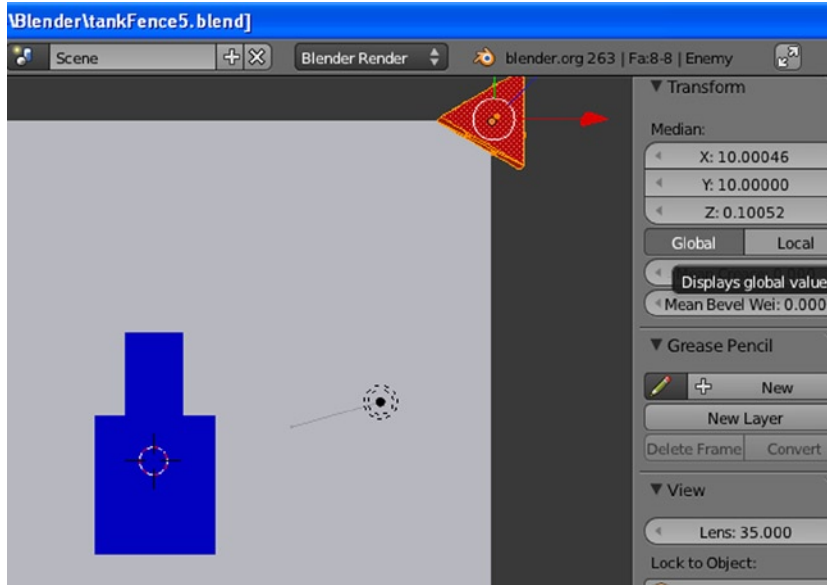 \Blender\tankFence5.blend]
Scene
Blender Render
blender.org 263 | Fa:8-8 | Enemy
Transform
Median:
X: 10.00046
Y: 10.00000
Z: 0.10052
Global Local
Displays global value
Mean Bevel Wei: 0.000
Grease Pencil
New
New Layer
Delete Frame Convert
View
Lens: 35.000
Lock to Object: